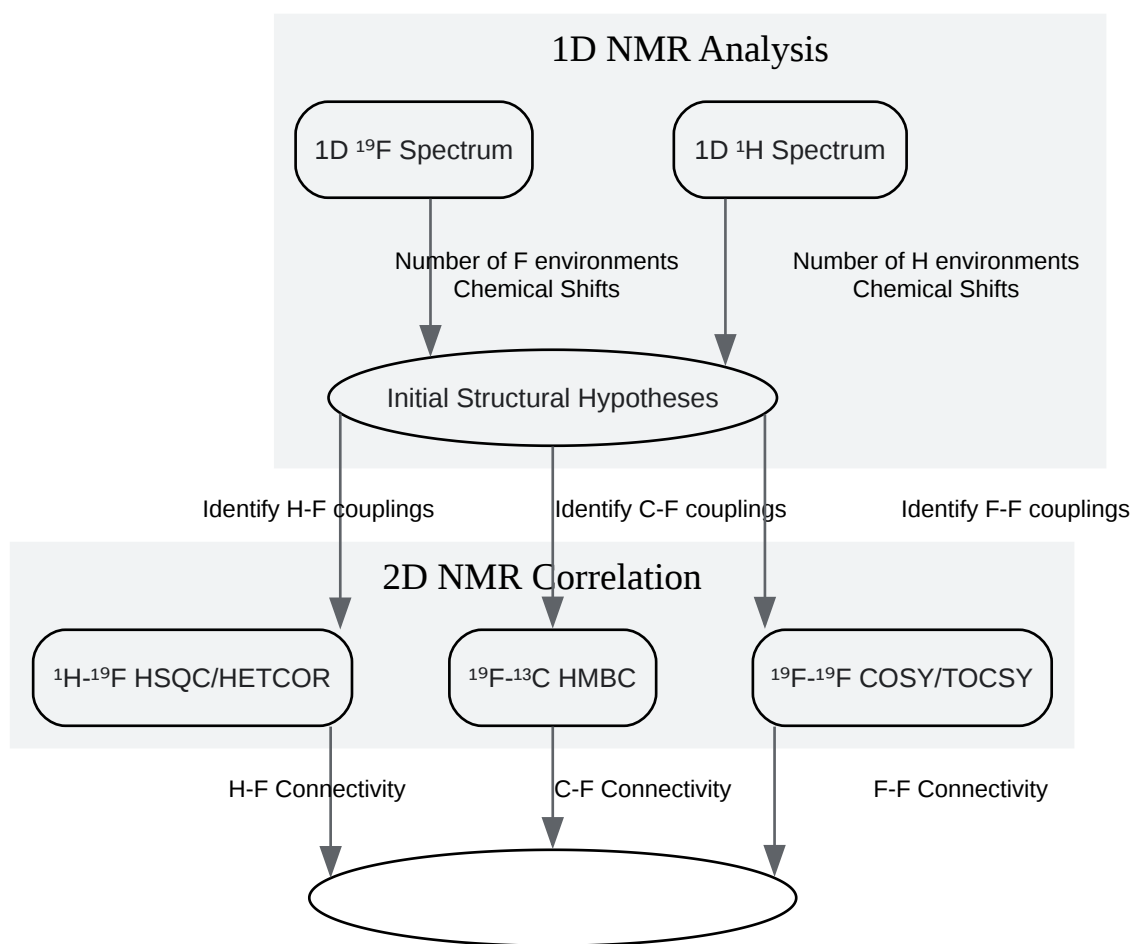 1D NMR Analysis
1D ¹⁹F Spectrum
1D ¹H Spectrum
Number of F environments
Chemical Shifts
Number of H environments
Chemical Shifts
Initial Structural Hypotheses
Identify H-F couplings
Identify C-F couplings
Identify F-F couplings
2D NMR Correlation
¹H-¹⁹F HSQC/HETCOR
¹⁹F-¹³C HMBC
¹⁹F-¹⁹F COSY/TOCSY
H-F Connectivity
C-F Connectivity
F-F Connectivity